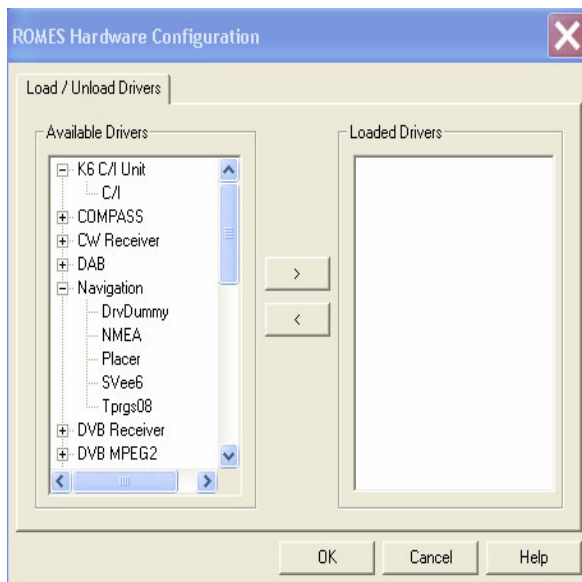 ROMES Hardware Configuration
Load / Unload Drivers
Available Drivers
Loaded Drivers
K6 C/I Unit
C/I
COMPASS
CW Receiver
DAB
Navigation
DrvDummy
NMEA
Placer
SVee6
Tprgs08
DVB Receiver
DVB MPEG2
>
<
OK Cancel Help